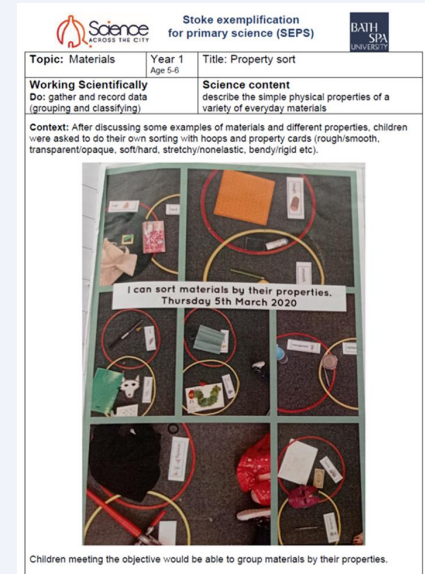 Science
ACROSS THE CITY
Stoke exemplification
for primary science (SEPS)
BATH
SPA
UNIVERSITY
Topic: Materials
Year 1
Age 5-6
Title: Property sort
Working Scientifically
Do: gather and record data
(grouping and classifying)
Science content
describe the simple physical properties of a
variety of everyday materials
Context: After discussing some examples of materials and different properties, children
were asked to do their own sorting with hoops and property cards (rough/smooth,
transparent/opaque, soft/hard, stretchy/nonelastic, bendy/rigid etc).
I can sort materials by their properties.
Thursday 5th March 2020
Children meeting the objective would be able to group materials by their properties.